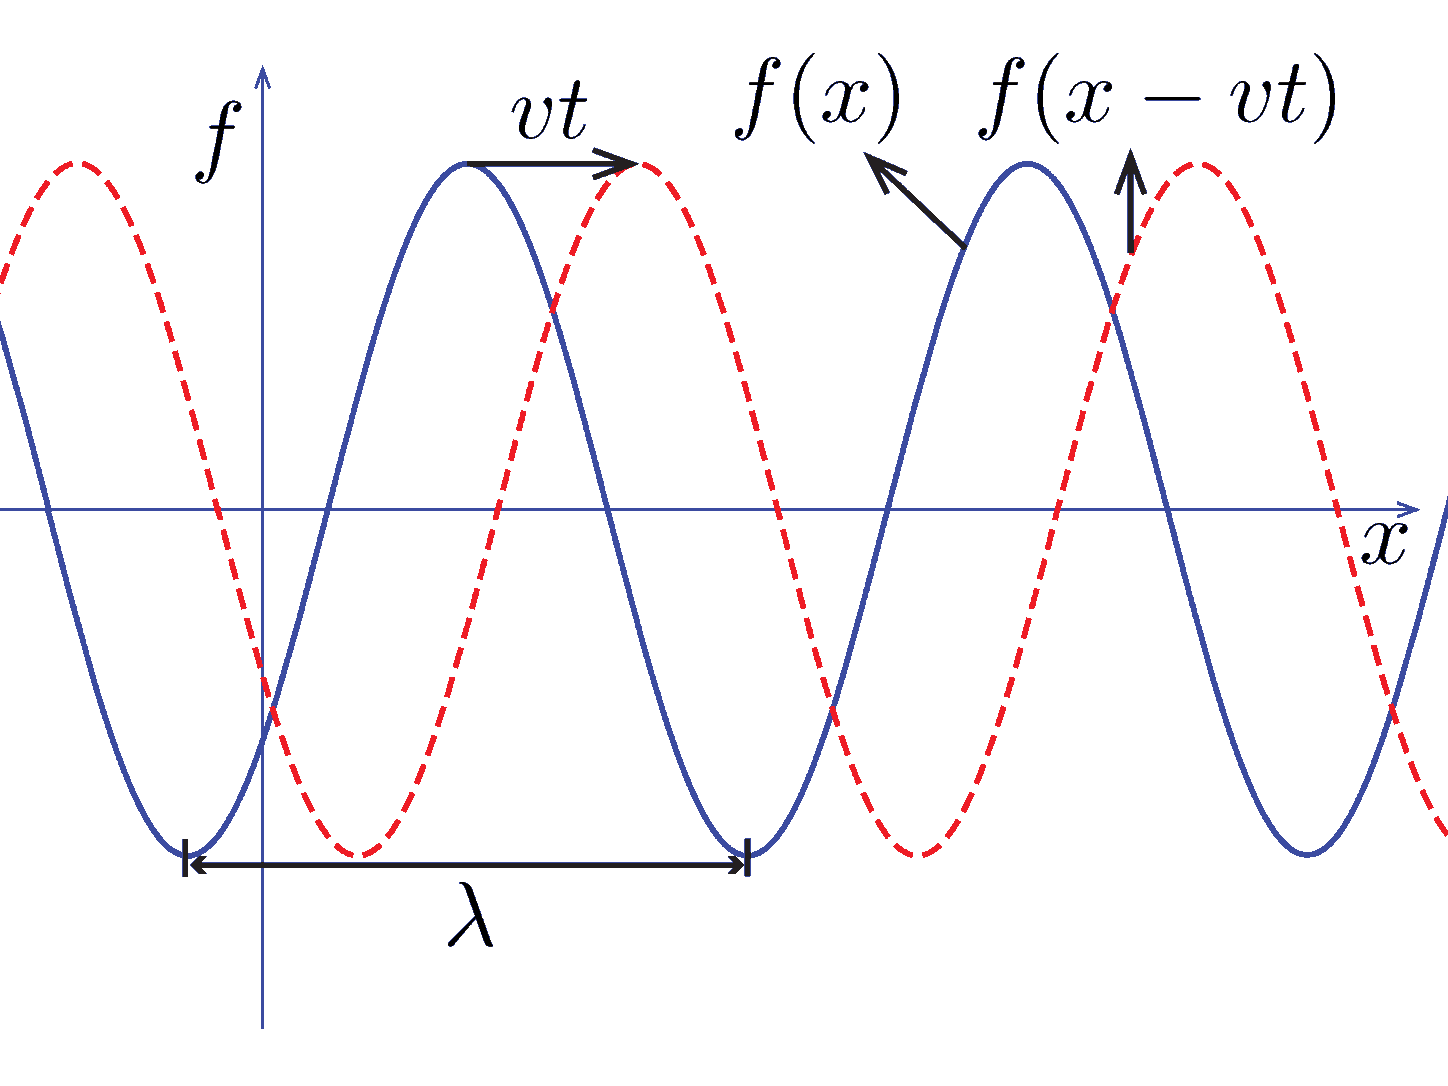 f
vt
f(x)
f(x − vt)
x
λ